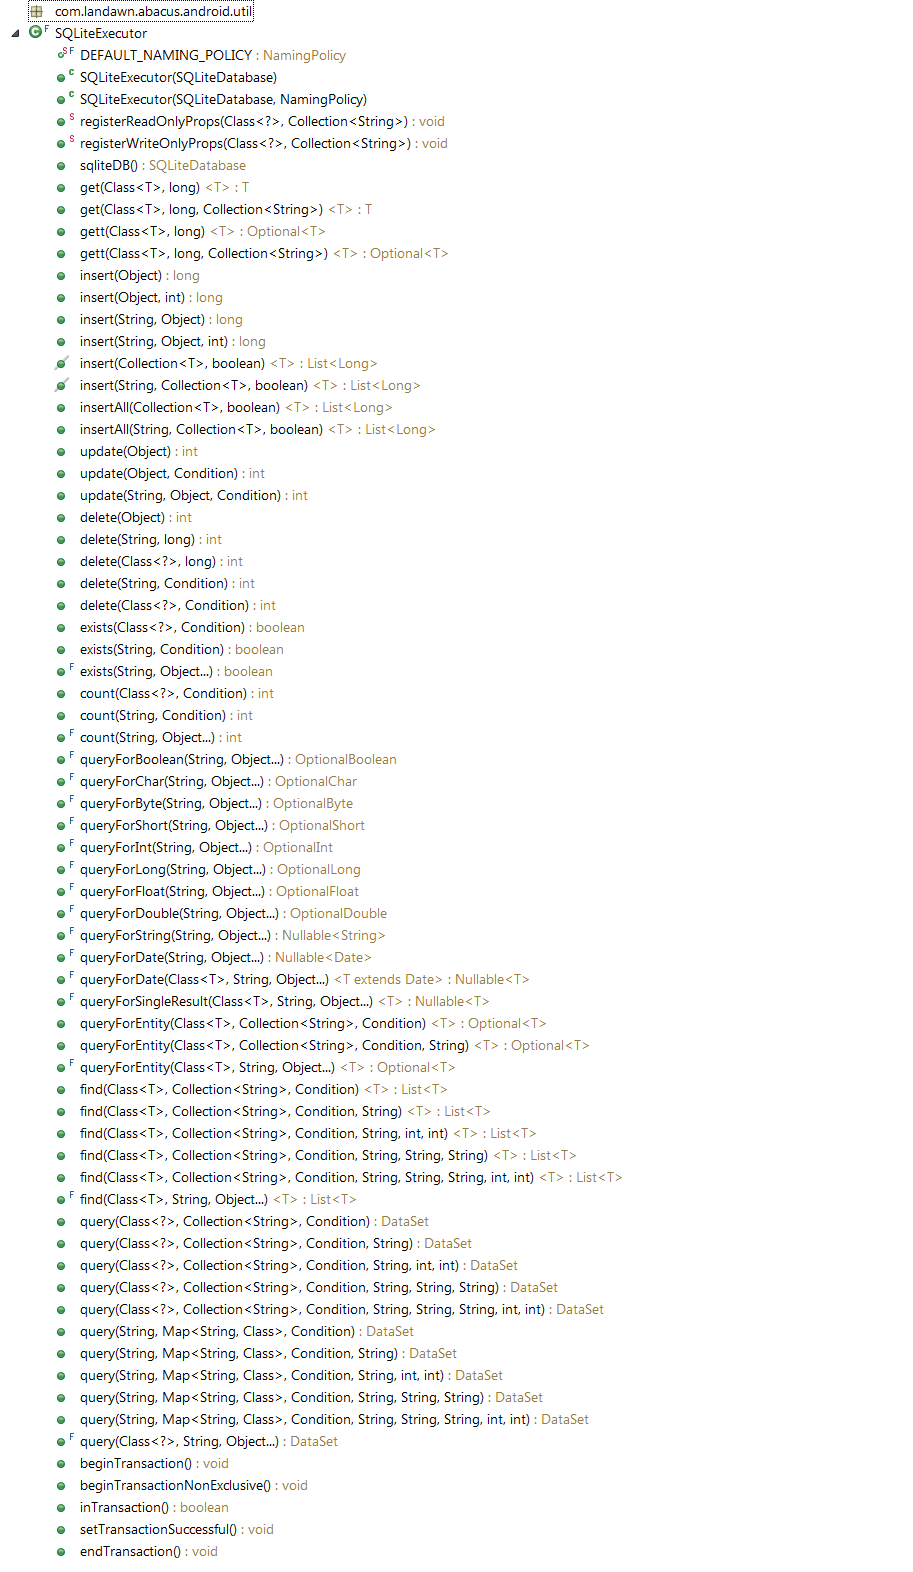 com.landawn.abacus.android.util
SQLiteExecutor
DEFAULT_NAMING_POLICY : NamingPolicy
SQLiteExecutor(SQLiteDatabase)
SQLiteExecutor(SQLiteDatabase, NamingPolicy)
registerReadOnlyProps(Class<?>, Collection<String>) : void
registerWriteOnlyProps(Class<?>, Collection<String>) : void
sqliteDB() : SQLiteDatabase
get(Class<T>, long) <T> : T
get(Class<T>, long, Collection<String>) <T> : T
gett(Class<T>, long) <T> : Optional<T>
gett(Class<T>, long, Collection<String>) <T> : Optional<T>
insert(Object) : long
insert(Object, int) : long
insert(String, Object) : long
insert(String, Object, int) : long
insert(Collection<T>, boolean) <T> : List<Long>
insert(String, Collection<T>, boolean) <T> : List<Long>
insertAll(Collection<T>, boolean) <T> : List<Long>
insertAll(String, Collection<T>, boolean) <T> : List<Long>
update(Object) : int
update(Object, Condition) : int
update(String, Object, Condition) : int
delete(Object) : int
delete(String, long) : int
delete(Class<?>, long) : int
delete(String, Condition) : int
delete(Class<?>, Condition) : int
exists(Class<?>, Condition) : boolean
exists(String, Condition) : boolean
exists(String, Object...) : boolean
count(Class<?>, Condition) : int
count(String, Condition) : int
count(String, Object...) : int
queryForBoolean(String, Object...) : OptionalBoolean
queryForChar(String, Object...) : OptionalChar
queryForByte(String, Object...) : OptionalByte
queryForShort(String, Object...) : OptionalShort
queryForInt(String, Object...) : OptionalInt
queryForLong(String, Object...) : OptionalLong
queryForFloat(String, Object...) : OptionalFloat
queryForDouble(String, Object...) : OptionalDouble
queryForString(String, Object...) : Nullable<String>
queryForDate(String, Object...) : Nullable<Date>
queryForDate(Class<T>, String, Object...) <T extends Date> : Nullable<T>
queryForSingleResult(Class<T>, String, Object...) <T> : Nullable<T>
queryForEntity(Class<T>, Collection<String>, Condition) <T> : Optional<T>
queryForEntity(Class<T>, Collection<String>, Condition, String) <T> : Optional<T>
queryForEntity(Class<T>, String, Object...) <T> : Optional<T>
find(Class<T>, Collection<String>, Condition) <T> : List<T>
find(Class<T>, Collection<String>, Condition, String) <T> : List<T>
find(Class<T>, Collection<String>, Condition, String, int, int) <T> : List<T>
find(Class<T>, Collection<String>, Condition, String, String, String) <T> : List<T>
find(Class<T>, Collection<String>, Condition, String, String, String, int, int) <T> : List<T>
find(Class<T>, String, Object...) <T> : List<T>
query(Class<?>, Collection<String>, Condition) : DataSet
query(Class<?>, Collection<String>, Condition, String) : DataSet
query(Class<?>, Collection<String>, Condition, String, int, int) : DataSet
query(Class<?>, Collection<String>, Condition, String, String, String) : DataSet
query(Class<?>, Collection<String>, Condition, String, String, String, int, int) : DataSet
query(String, Map<String, Class>, Condition) : DataSet
query(String, Map<String, Class>, Condition, String) : DataSet
query(String, Map<String, Class>, Condition, String, int, int) : DataSet
query(String, Map<String, Class>, Condition, String, String, String) : DataSet
query(String, Map<String, Class>, Condition, String, String, String, int, int) : DataSet
query(Class<?>, String, Object...) : DataSet
beginTransaction() : void
beginTransactionNonExclusive() : void
inTransaction() : boolean
setTransactionSuccessful() : void
endTransaction() : void